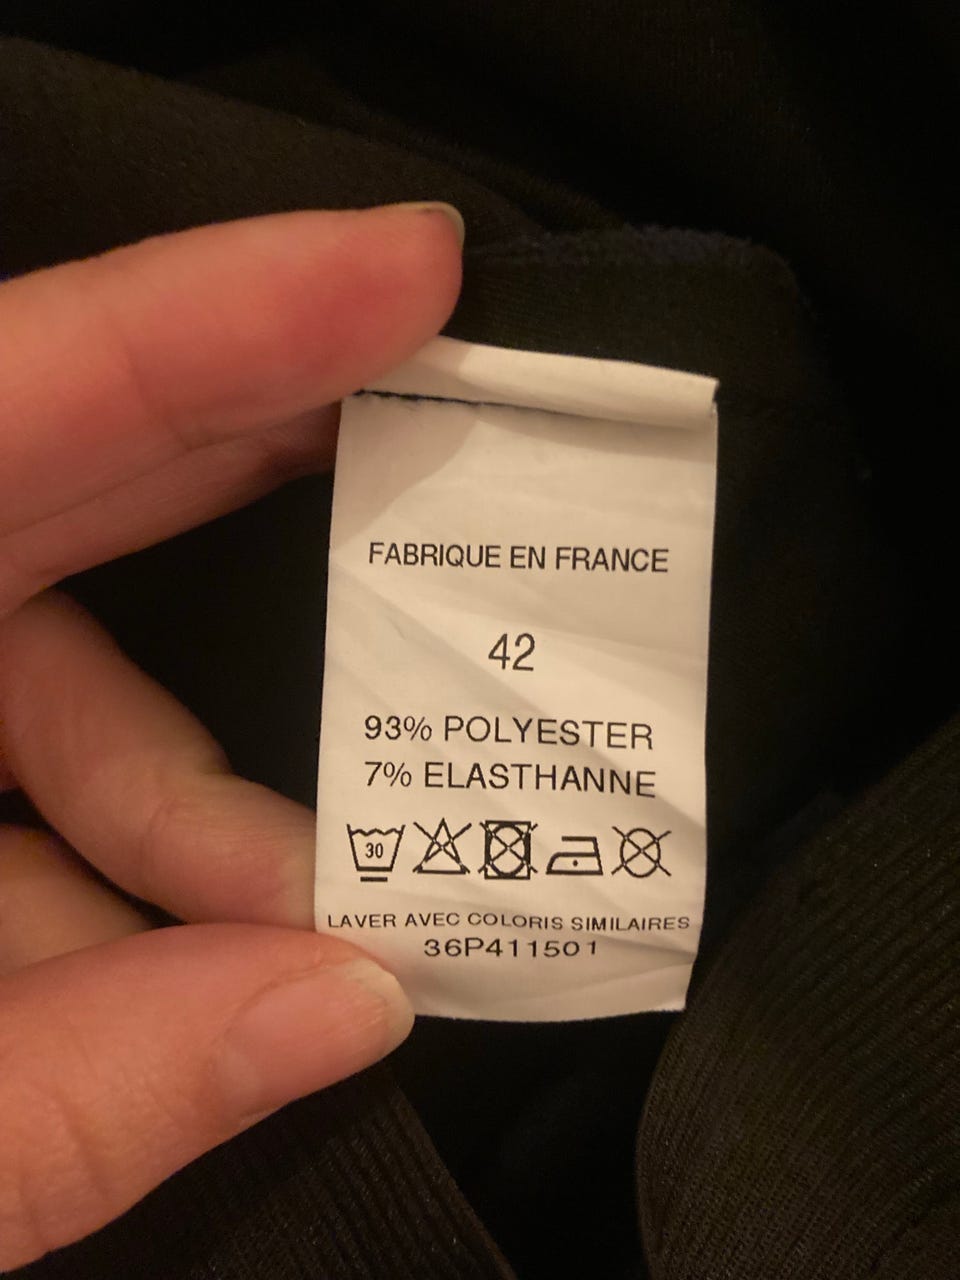 FABRIQUE EN FRANCE
42
93% POLYESTER
7% ELASTHANNE
30
LAVER AVEC COLORIS SIMILAIRES
36P411501